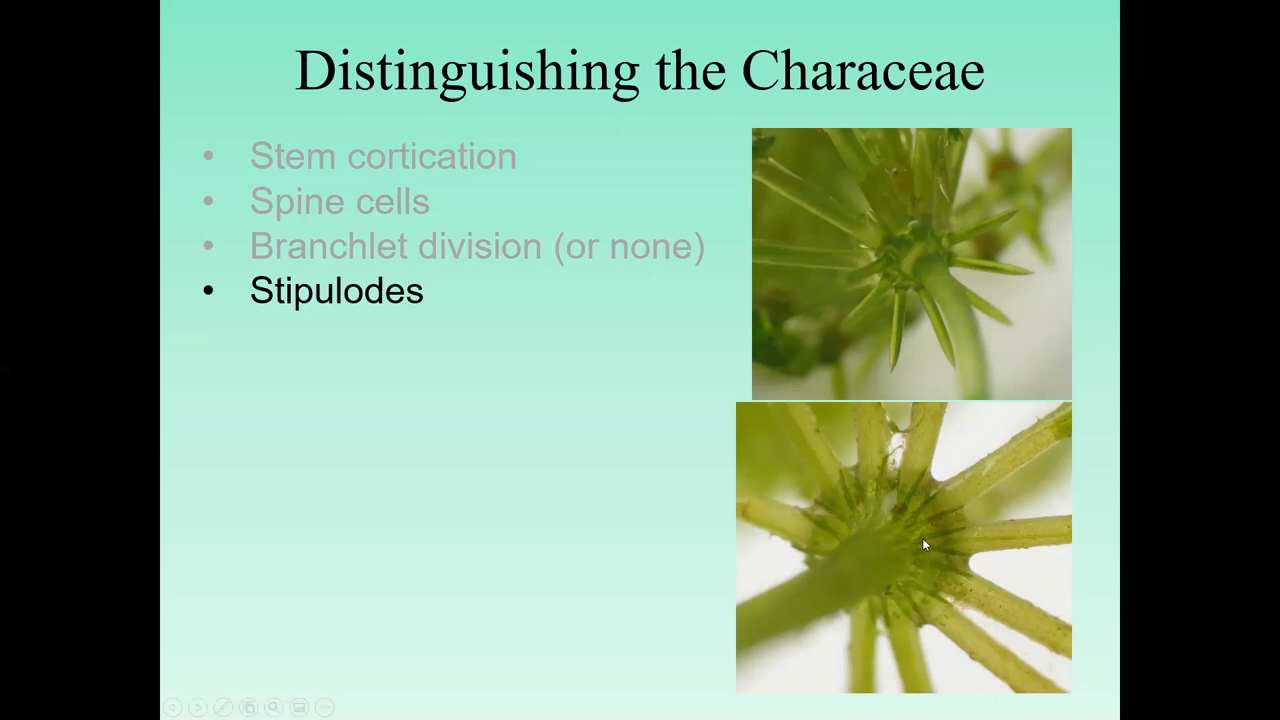 Distinguishing the Characeae
• Stem cortication
• Spine cells
• Branchlet division (or none)
• Stipulodes